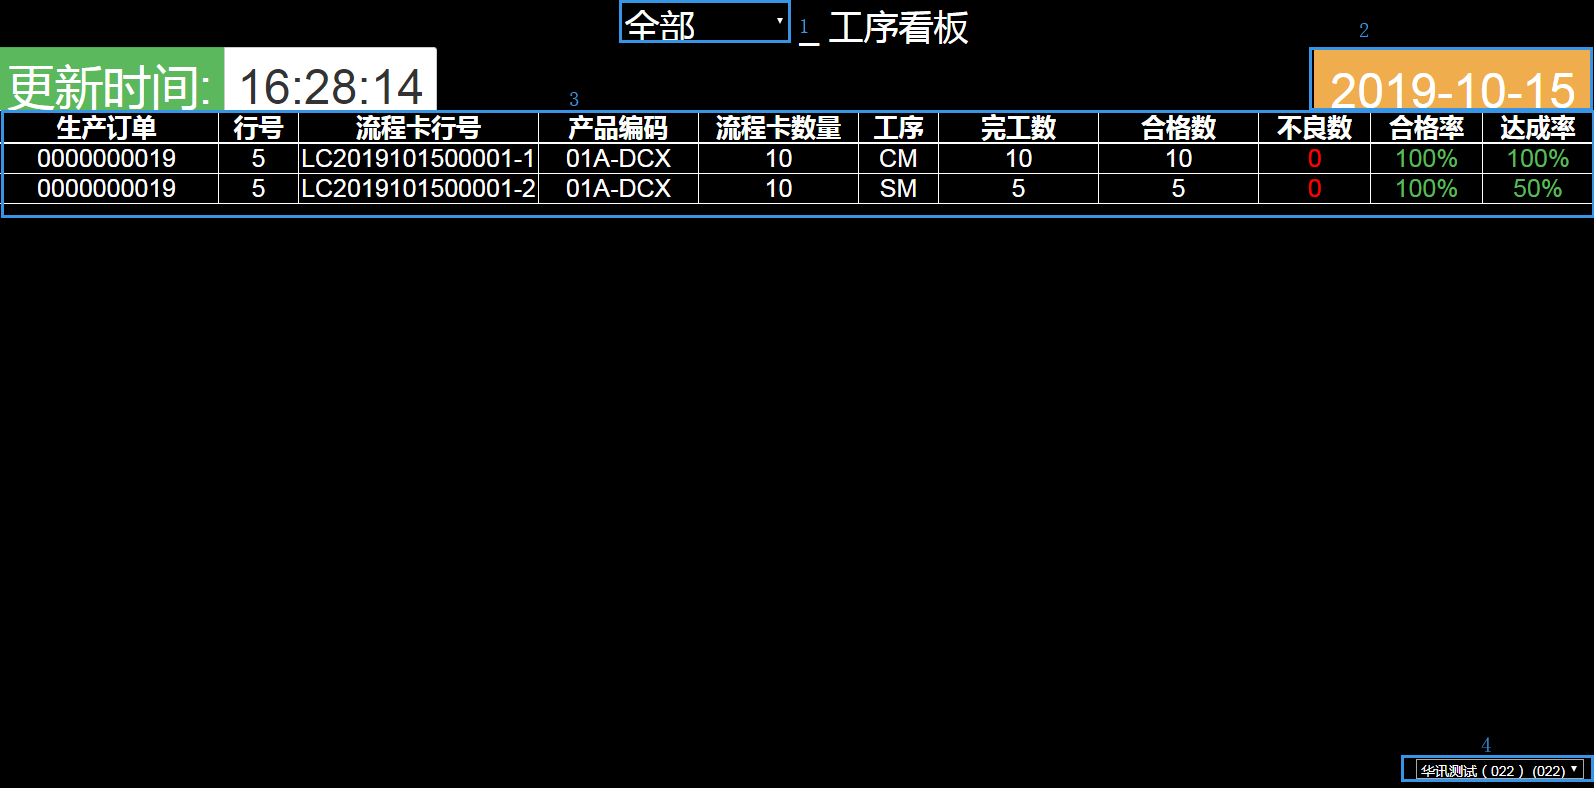 全部 1 _ 工序看板
2
更新时间: 16:28:14 2019-10-15
3
生产订单 行号 流程卡行号 产品编码 流程卡数量 工序 完工数 合格数 不良数 合格率 达成率
0000000019 5 LC2019101500001-1 01A-DCX 10 CM 10 10 0 100% 100%
0000000019 5 LC2019101500001-2 01A-DCX 10 SM 5 5 0 100% 50%
4
华讯测试（022）(022)